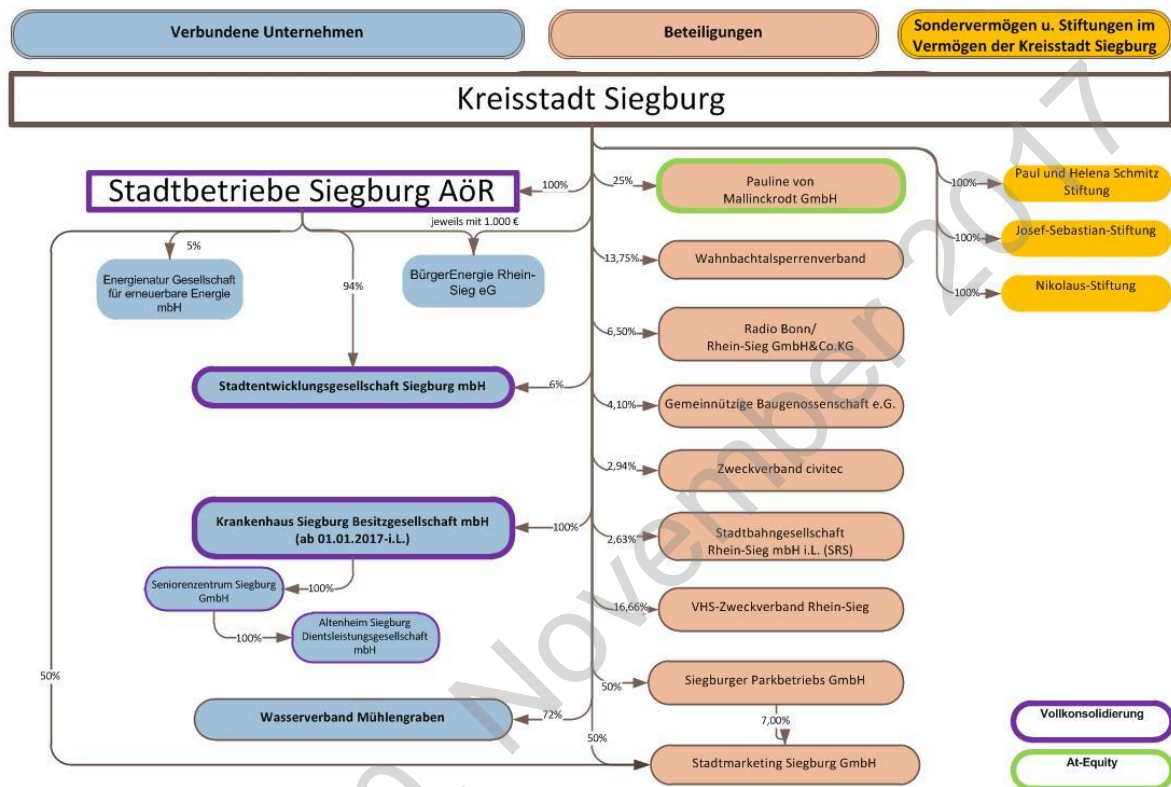 Verbundene Unternehmen
Beteiligungen
Sondervermögen u. Stiftungen im
Vermögen der Kreisstadt Siegburg
Kreisstadt Siegburg
Stadtbetriebe Siegburg AöR
100%
25%
Pauline von
Mallinckrodt GmbH
100%
Paul und Helena Schmitz
Stiftung
jeweils mit 1.000 €
5%
Energienatur Gesellschaft
für erneuerbare Energie
mbH
94%
BürgerEnergie Rhein-
Sieg eG
13,75%
Wahnbachtalsperrenverband
100%
Josef-Sebastian-Stiftung
100%
Nikolaus-Stiftung
6,50%
Radio Bonn/
Rhein-Sieg GmbH&Co.KG
Stadtentwicklungsgesellschaft Siegburg mbH
6%
4,10%
Gemeinnützige Baugenossenschaft e.G.
2,94%
Zweckverband civitec
Krankenhaus Siegburg Besitzgesellschaft mbH
(ab 01.01.2017-i.L.)
100%
2,63%
Stadtbahngesellschaft
Rhein-Sieg mbH i.L. (SRS)
Seniorenzentrum Siegburg
GmbH
100%
16,66%
VHS-Zweckverband Rhein-Sieg
100%
Altenheim Siegburg
Dientsleistungsgesellschaft
mbH
50%
50%
Siegburger Parkbetriebs GmbH
Wasserverband Mühlengraben
72%
7,00%
50%
Stadtmarketing Siegburg GmbH
Vollkonsolidierung
At-Equity
November 2017